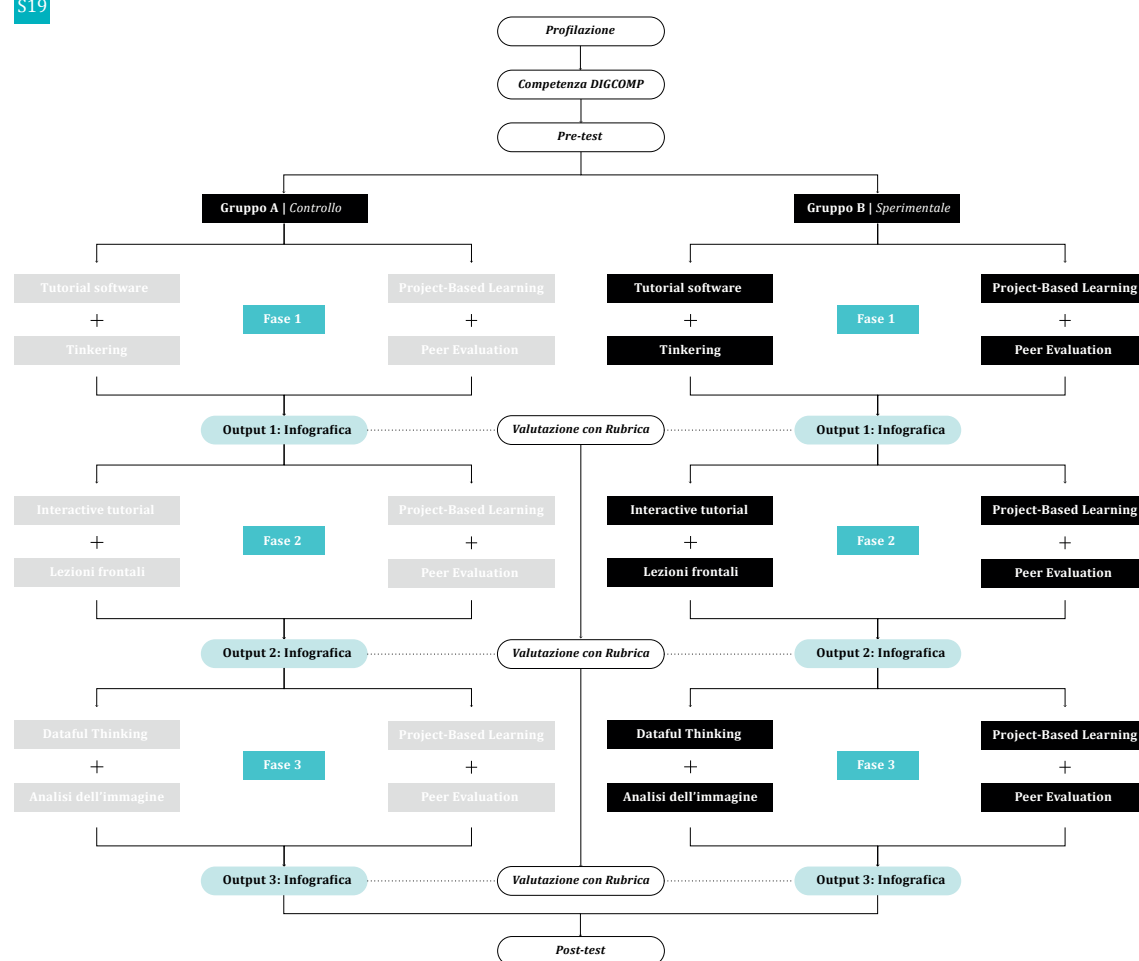 S19
Profilazione
Competenza DIGCOMP
Pre-test
Gruppo A | Controllo
Gruppo B | Sperimentale
Tutorial software
Project-Based Learning
Tutorial software
Project-Based Learning
+
Fase 1
+
+
Fase 1
+
Tinkering
Peer Evaluation
Tinkering
Peer Evaluation
Output 1: Infografica
Valutazione con Rubrica
Output 1: Infografica
Interactive tutorial
Project-Based Learning
Interactive tutorial
Project-Based Learning
+
Fase 2
+
+
Fase 2
+
Lezioni frontali
Peer Evaluation
Lezioni frontali
Peer Evaluation
Output 2: Infografica
Valutazione con Rubrica
Output 2: Infografica
Dataful Thinking
Project-Based Learning
Dataful Thinking
Project-Based Learning
+
Fase 3
+
+
Fase 3
+
Analisi dell'immagine
Peer Evaluation
Analisi dell'immagine
Peer Evaluation
Output 3: Infografica
Valutazione con Rubrica
Output 3: Infografica
Post-test